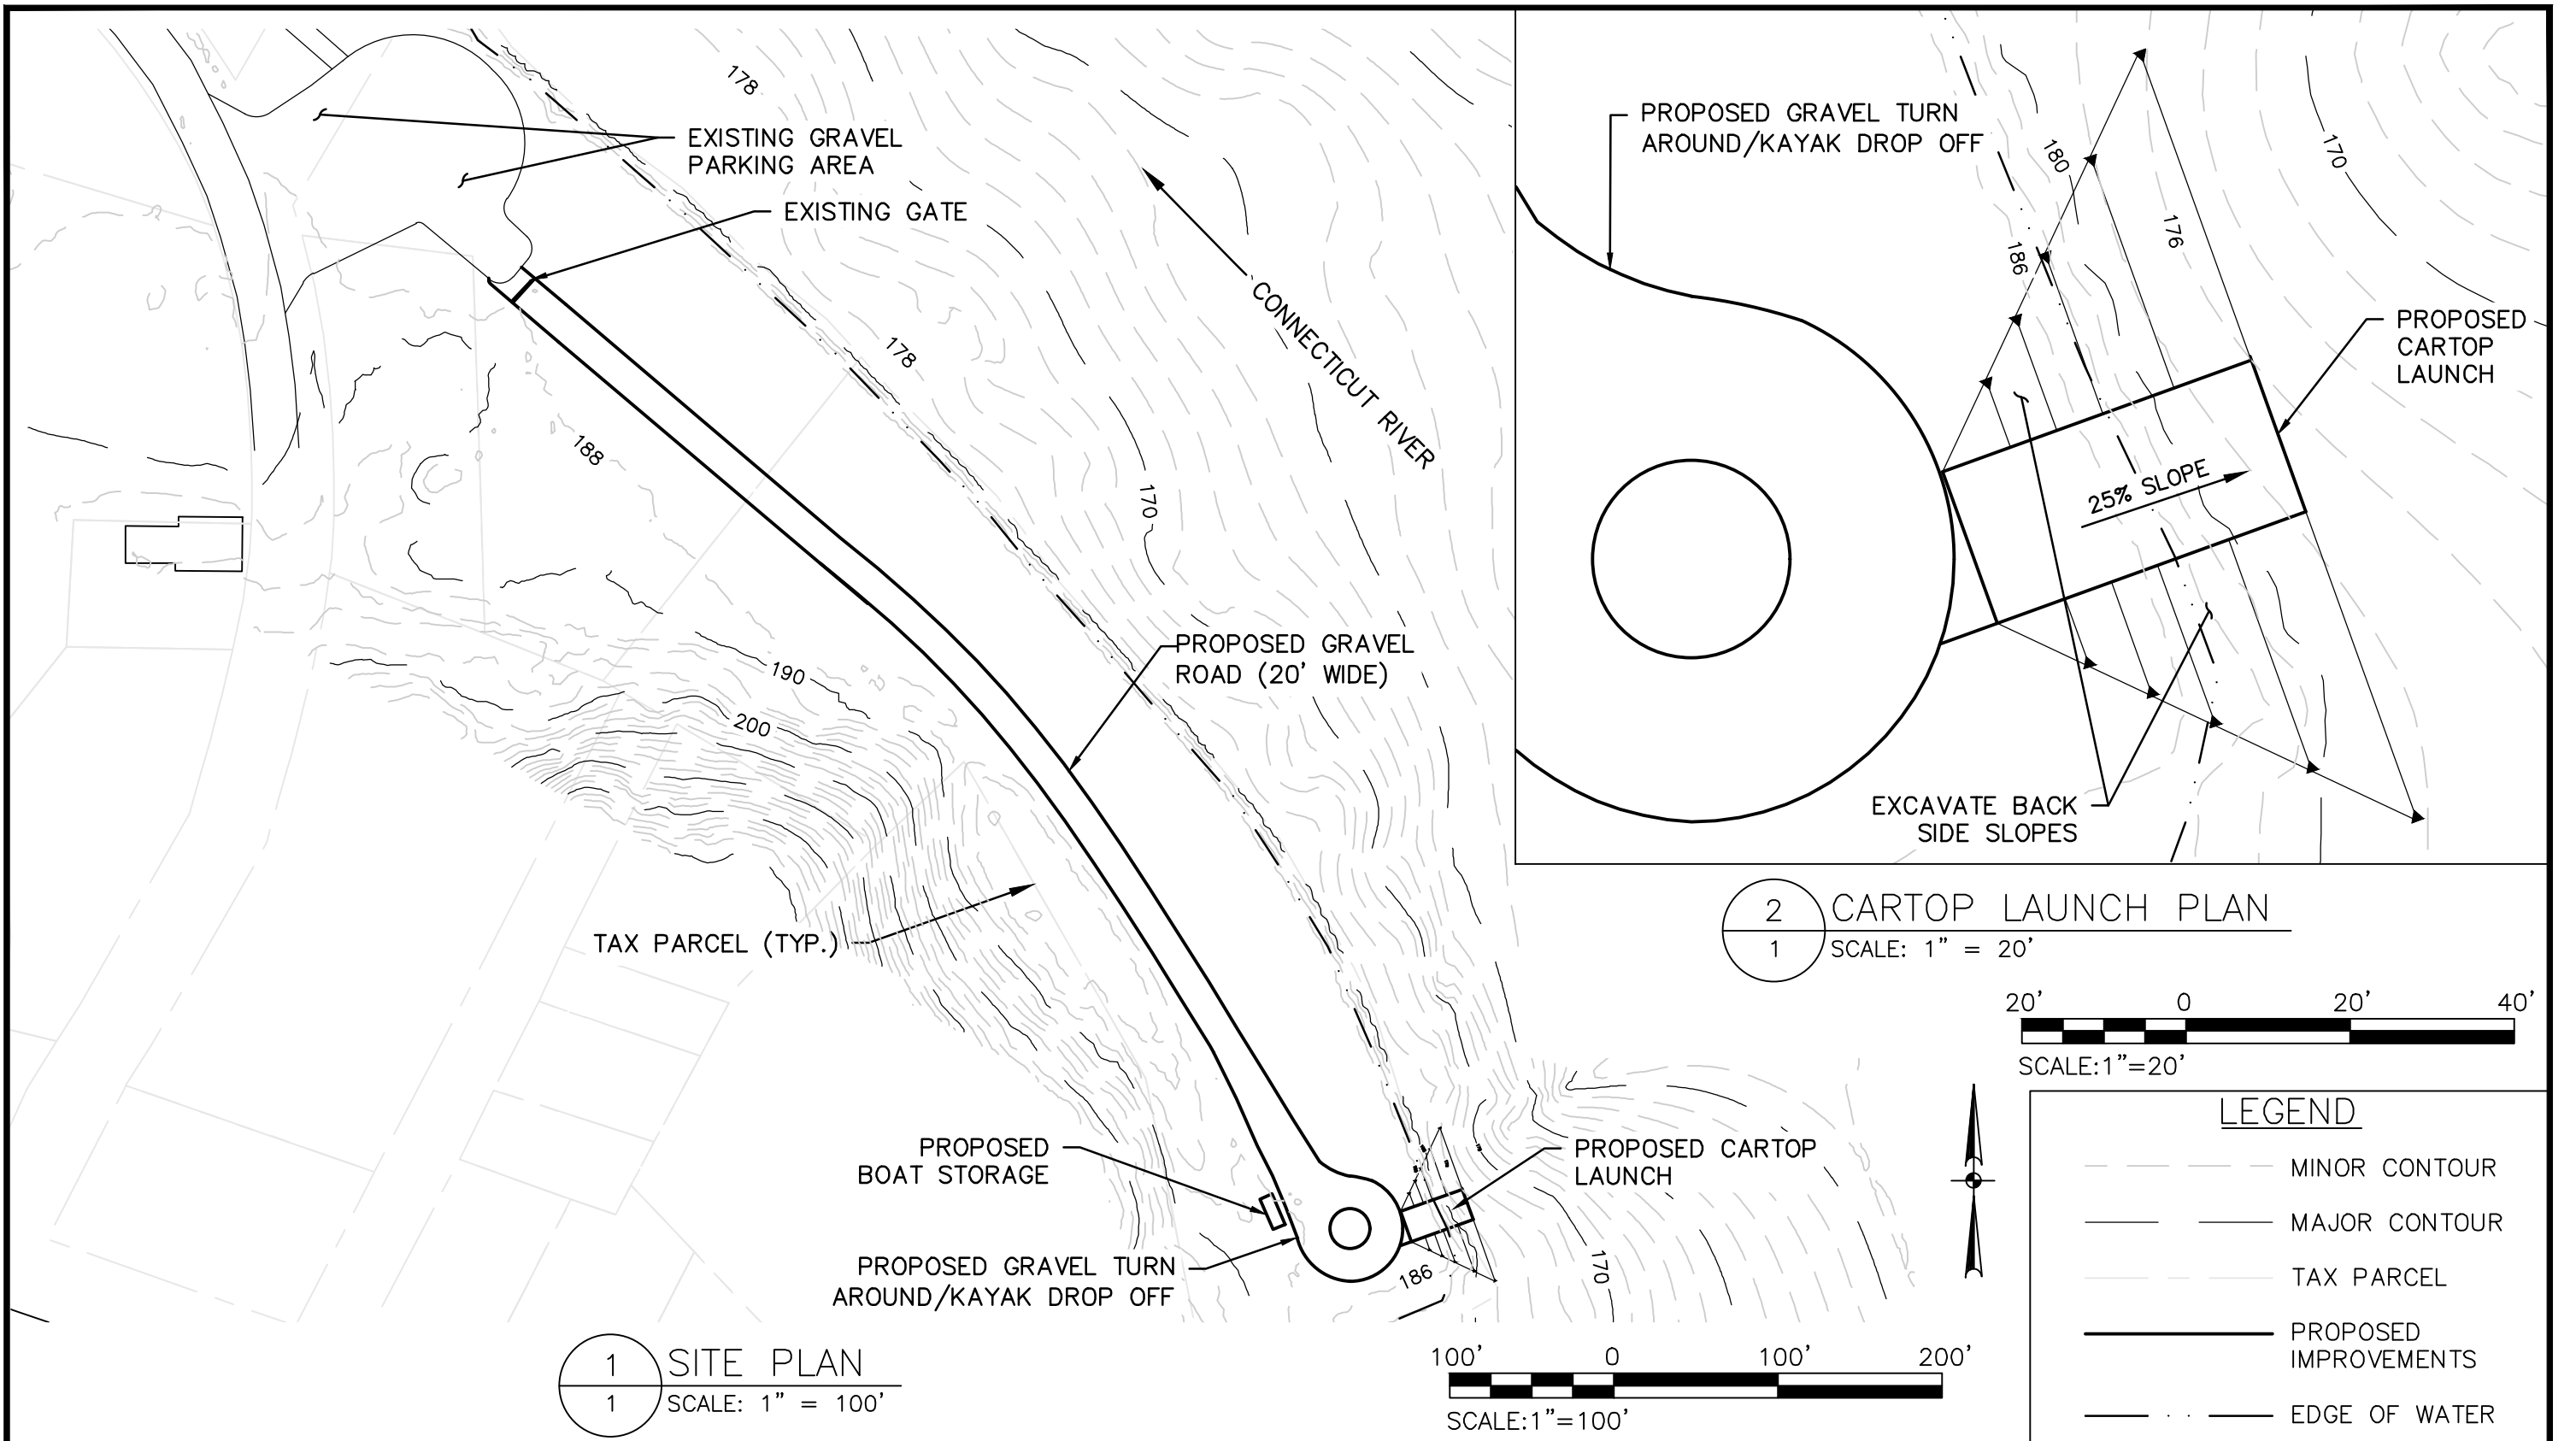 178
EXISTING GRAVEL
PARKING AREA
EXISTING GATE
178
CONNECTICUT RIVER
188
170
190
200
PROPOSED GRAVEL
ROAD (20' WIDE)
TAX PARCEL (TYP.)
PROPOSED
BOAT STORAGE
PROPOSED CARTOP
LAUNCH
PROPOSED GRAVEL TURN
AROUND/KAYAK DROP OFF
186
170
1
1
SITE PLAN
SCALE: 1" = 100'
100'
0
100'
200'
SCALE:1"=100'
PROPOSED GRAVEL TURN
AROUND/KAYAK DROP OFF
180
170
176
186
PROPOSED
CARTOP
LAUNCH
25% SLOPE
EXCAVATE BACK
SIDE SLOPES
2
1
CARTOP LAUNCH PLAN
SCALE: 1" = 20'
20'
0
20'
40'
SCALE:1"=20'
LEGEND
MINOR CONTOUR
MAJOR CONTOUR
TAX PARCEL
PROPOSED
IMPROVEMENTS
EDGE OF WATER